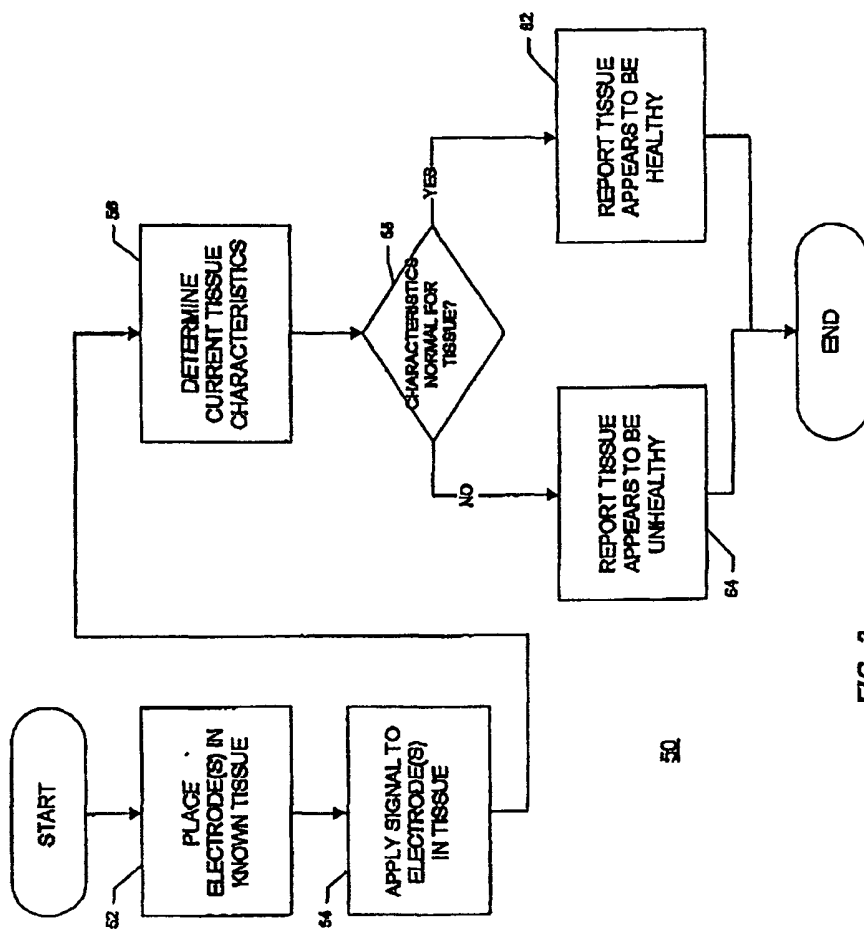 START
52
PLACE
ELECTRODE(S) IN
KNOWN TISSUE
54
APPLY SIGNAL TO
ELECTRODE(S)
IN TISSUE
56
DETERMINE
CURRENT TISSUE
CHARACTERISTICS
CHARACTERISTICS
NORMAL FOR
TISSUE?
NO
YES
REPORT TISSUE
APPEARS TO BE
UNHEALTHY
64
62
REPORT TISSUE
APPEARS TO BE
HEALTHY
END
50
FIG.